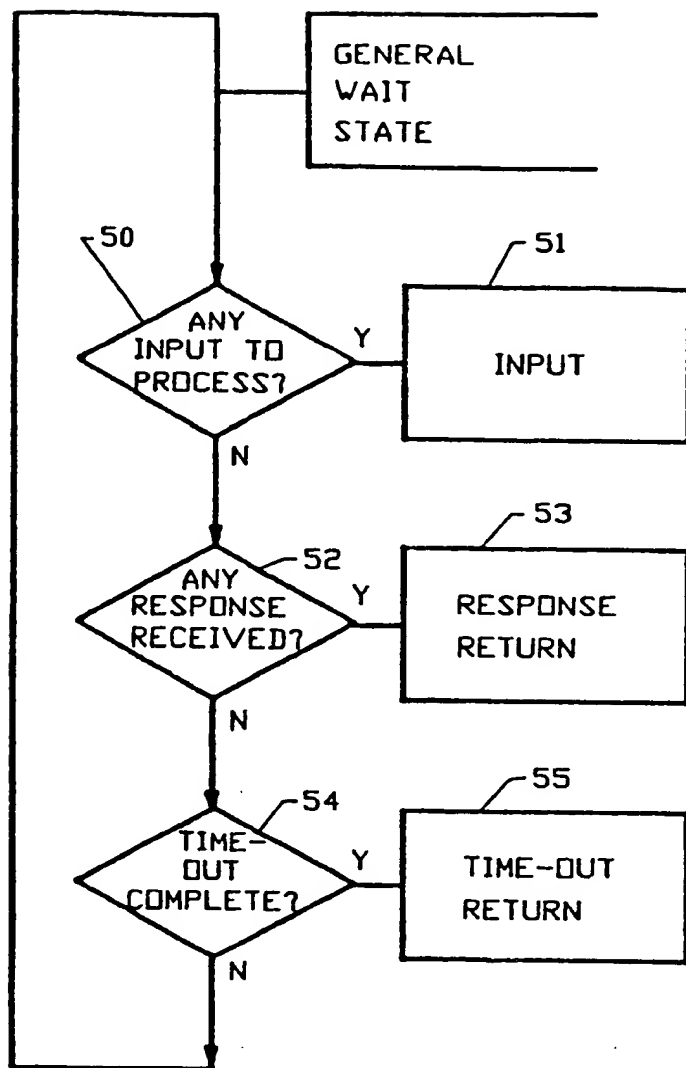 GENERAL
WAIT
STATE
50
51
ANY
INPUT TO
PROCESS?
Y
INPUT
N
52
53
ANY
RESPONSE
RECEIVED?
Y
RESPONSE
RETURN
N
54
55
TIME-
OUT
COMPLETE?
Y
TIME-OUT
RETURN
N